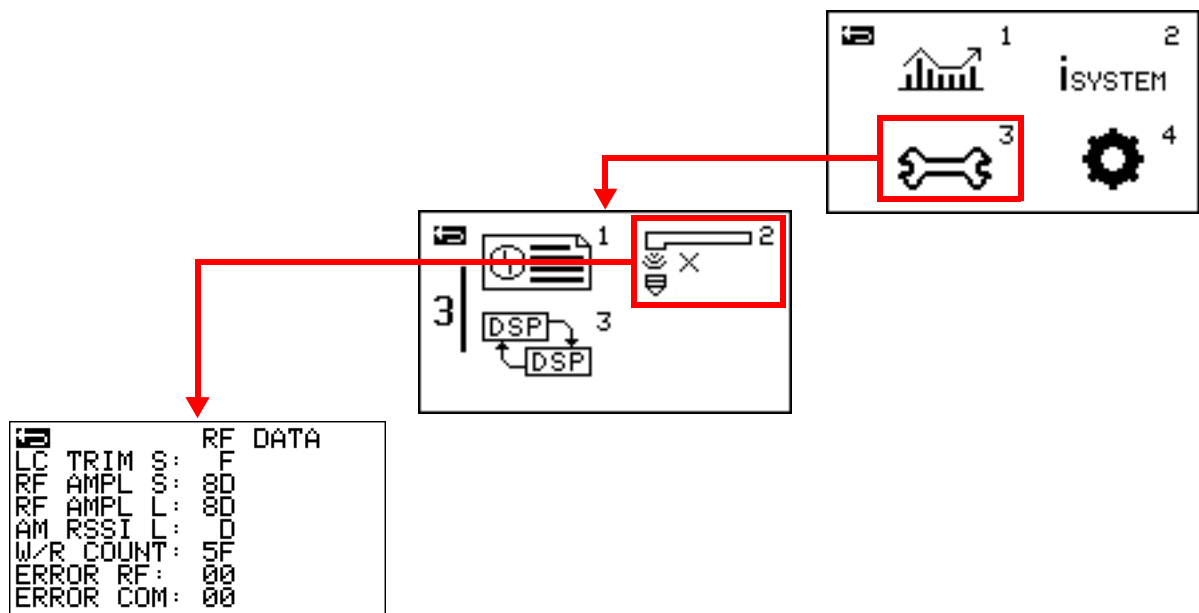 1 2
iSYSTEM
3 4
1 2
3
DSP 3
DSP
RF DATA
LC TRIM S: F
RF AMPL S: 8D
RF AMPL L: 8D
AM RSSI L: D
W/R COUNT: 5F
ERROR RF: 00
ERROR COM: 00